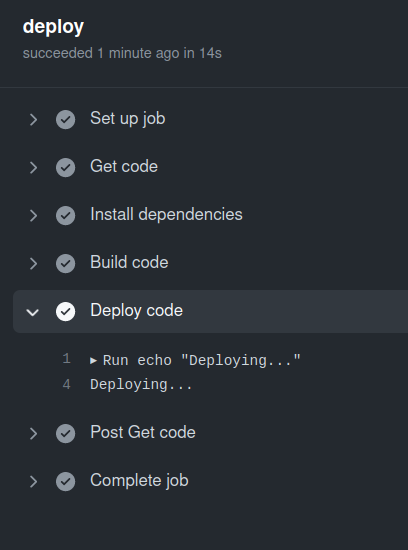 deploy
succeeded 1 minute ago in 14s
Set up job
Get code
Install dependencies
Build code
Deploy code
1 ▸ Run echo "Deploying..."
4 Deploying...
Post Get code
Complete job